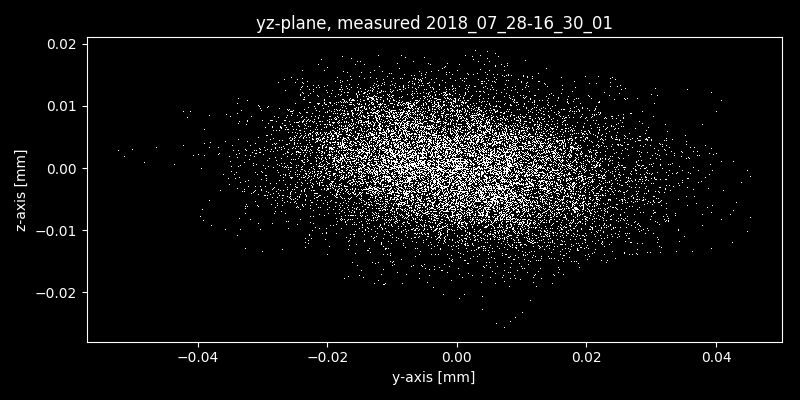 yz-plane, measured 2018_07_28-16_30_01
0.02
0.01
0.00
−0.01
−0.02
z-axis [mm]
−0.04 −0.02 0.00 0.02 0.04
y-axis [mm]